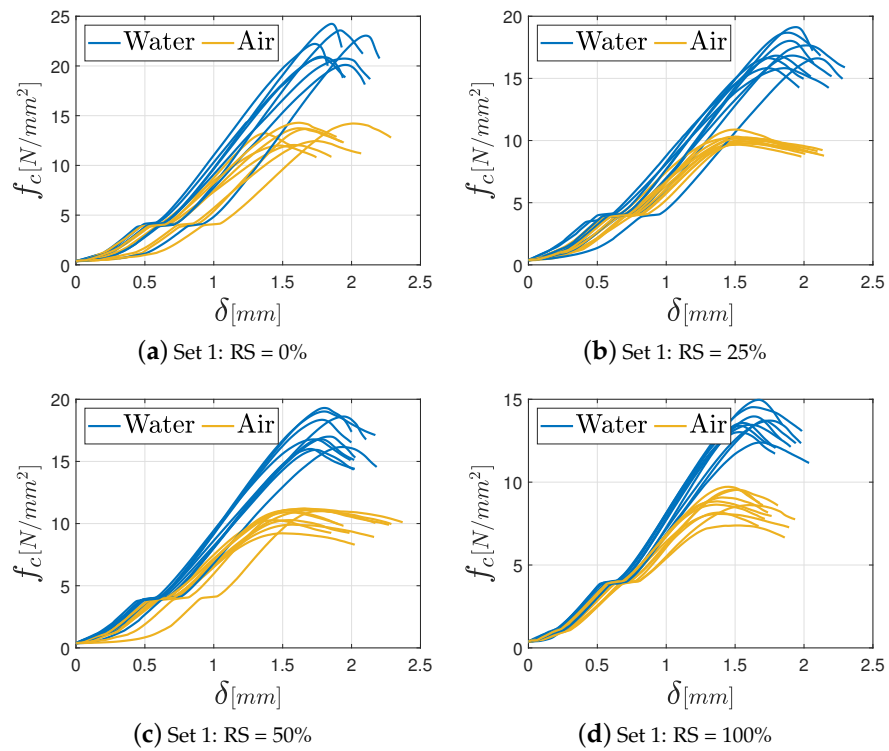 25
20
15
10
5
0
0 0.5 1 1.5 2 2.5
Water Air
f_c[N/mm^2]
δ[mm]
(a) Set 1: RS = 0%
20
15
10
5
0
0 0.5 1 1.5 2 2.5
Water Air
f_c[N/mm^2]
δ[mm]
(b) Set 1: RS = 25%
20
15
10
5
0
0 0.5 1 1.5 2 2.5
Water Air
f_c[N/mm^2]
δ[mm]
(c) Set 1: RS = 50%
15
10
5
0
0 0.5 1 1.5 2 2.5
Water Air
f_c[N/mm^2]
δ[mm]
(d) Set 1: RS = 100%